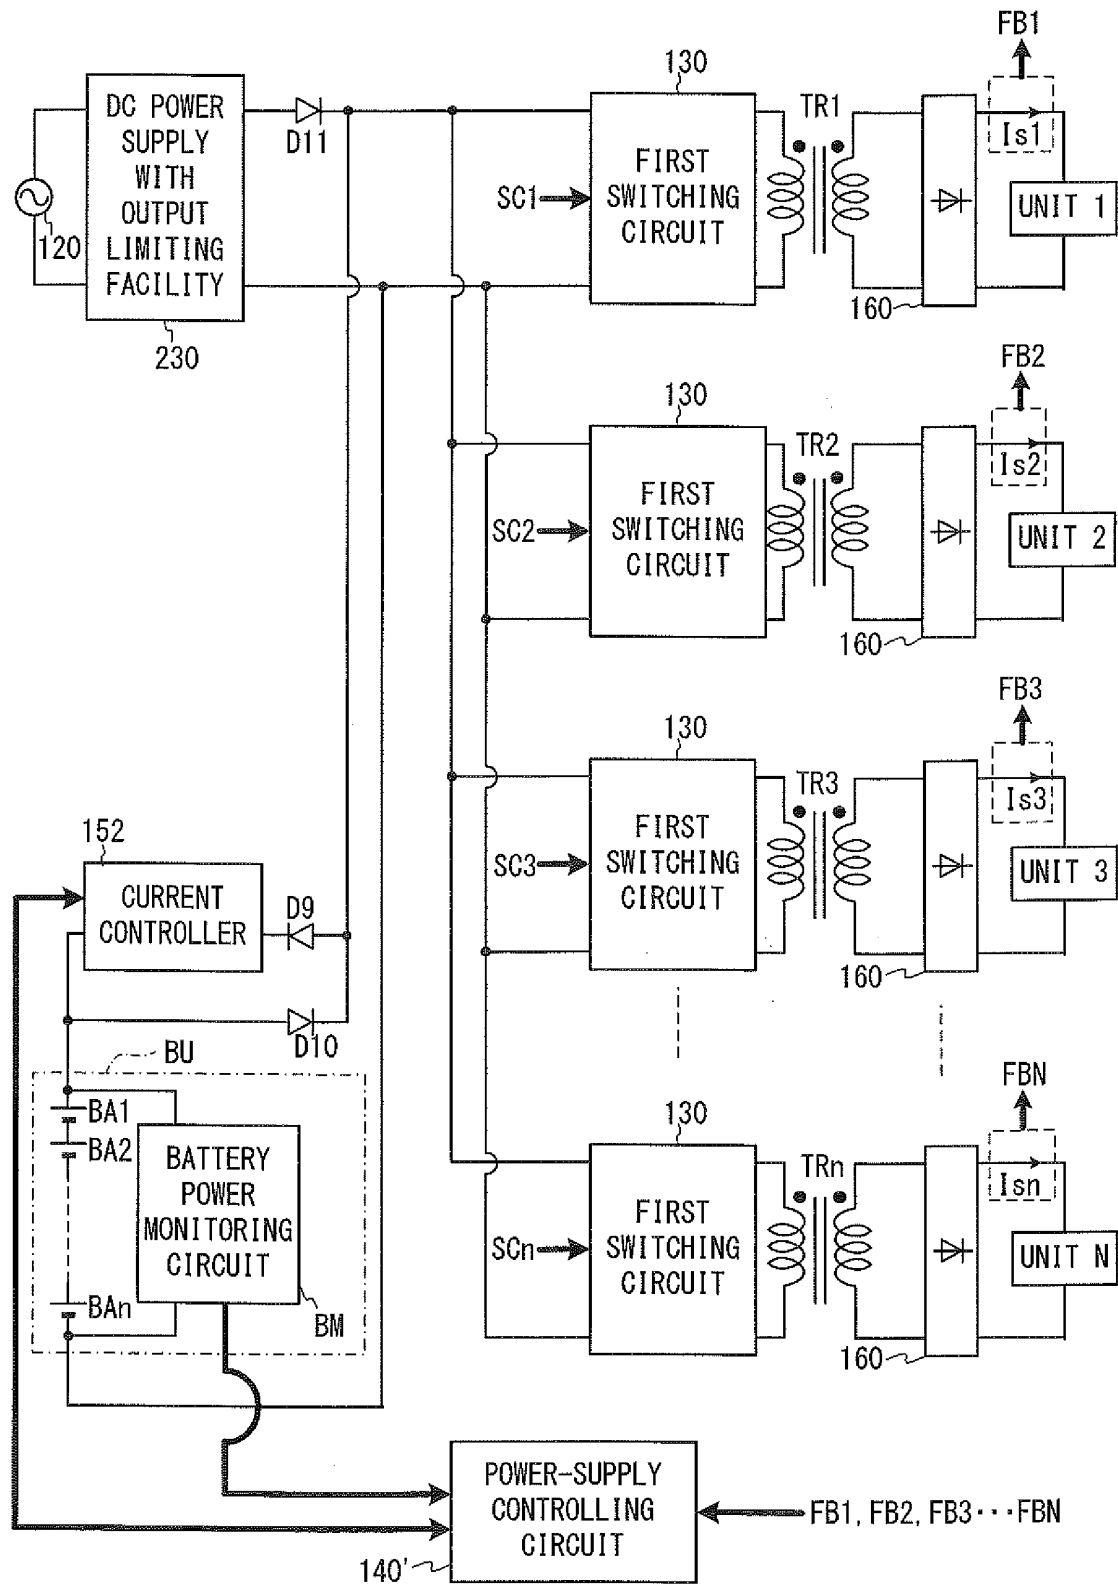 FB1
130
DC POWER
SUPPLY
WITH
OUTPUT
LIMITING
FACILITY
D11
TR1
Is1
FIRST
SWITCHING
CIRCUIT
SC1
UNIT 1
120
160
230
FB2
130
TR2
Is2
FIRST
SWITCHING
CIRCUIT
SC2
UNIT 2
160
FB3
130
TR3
Is3
152
FIRST
SWITCHING
CIRCUIT
SC3
UNIT 3
CURRENT
CONTROLLER
D9
160
D10
BU
FBN
130
BA1
BA2
BATTERY
POWER
MONITORING
CIRCUIT
TRn
Isn
FIRST
SWITCHING
CIRCUIT
SCn
UNIT N
BAn
BM
160
POWER-SUPPLY
CONTROLLING
CIRCUIT
FB1, FB2, FB3···FBN
140'